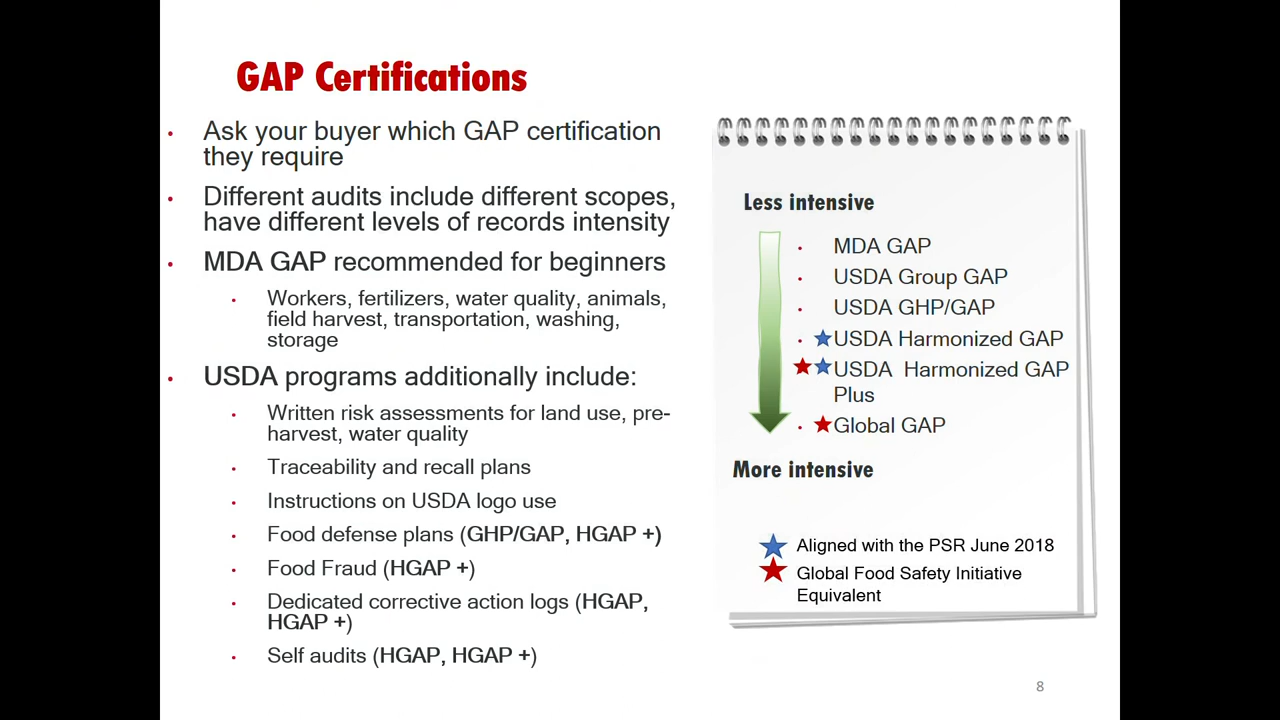 GAP Certifications
Ask your buyer which GAP certification
they require
Different audits include different scopes,
have different levels of records intensity
MDA GAP recommended for beginners
Workers, fertilizers, water quality, animals,
field harvest, transportation, washing,
storage
USDA programs additionally include:
Written risk assessments for land use, pre-
harvest, water quality
Traceability and recall plans
Instructions on USDA logo use
Food defense plans (GHP/GAP, HGAP +)
Food Fraud (HGAP +)
Dedicated corrective action logs (HGAP,
HGAP +)
Self audits (HGAP, HGAP +)
Less intensive
MDA GAP
USDA Group GAP
USDA GHP/GAP
USDA Harmonized GAP
USDA Harmonized GAP
Plus
Global GAP
More intensive
Aligned with the PSR June 2018
Global Food Safety Initiative
Equivalent
8